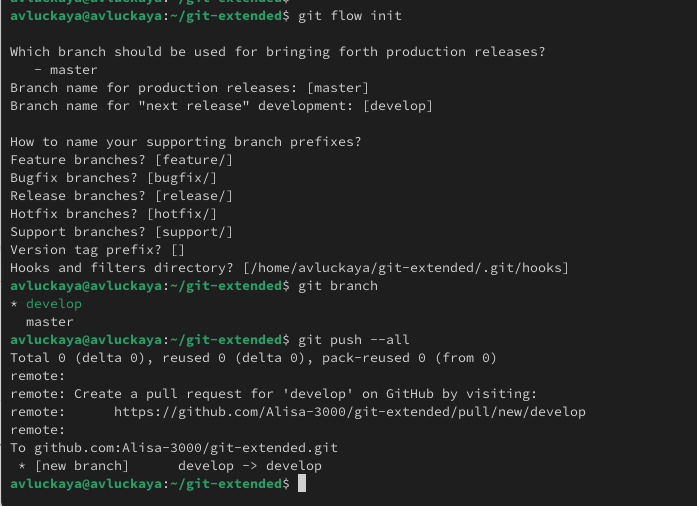 avluckaya@avluckaya:~/git-extended$ git flow init
Which branch should be used for bringing forth production releases?
   - master
Branch name for production releases: [master]
Branch name for "next release" development: [develop]
How to name your supporting branch prefixes?
Feature branches? [feature/]
Bugfix branches? [bugfix/]
Release branches? [release/]
Hotfix branches? [hotfix/]
Support branches? [support/]
Version tag prefix? []
Hooks and filters directory? [/home/avluckaya/git-extended/.git/hooks]
avluckaya@avluckaya:~/git-extended$ git branch
* develop
  master
avluckaya@avluckaya:~/git-extended$ git push --all
Total 0 (delta 0), reused 0 (delta 0), pack-reused 0 (from 0)
remote:
remote: Create a pull request for 'develop' on GitHub by visiting:
remote:      https://github.com/Alisa-3000/git-extended/pull/new/develop
remote:
To github.com:Alisa-3000/git-extended.git
 * [new branch]      develop -> develop
avluckaya@avluckaya:~/git-extended$